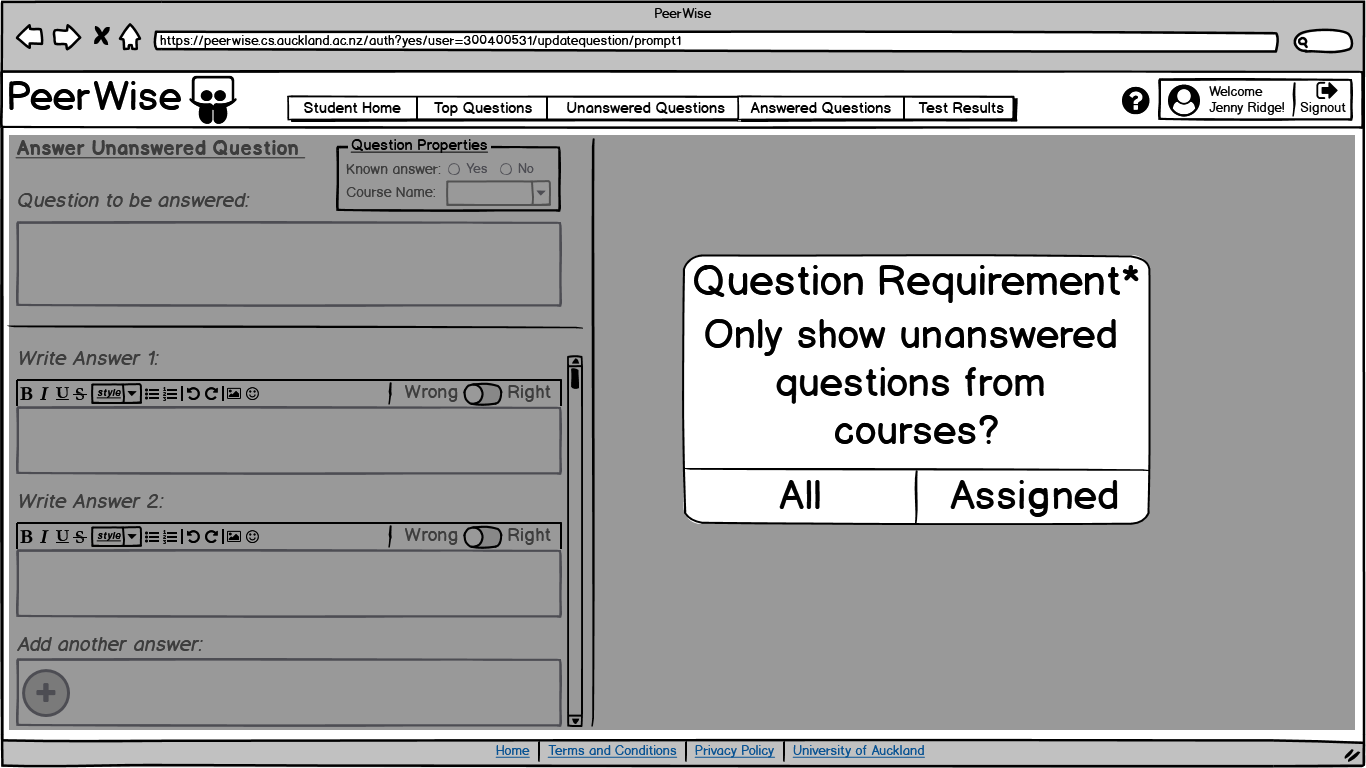 PeerWise
https://peerwise.cs.auckland.ac.nz/auth?yes/user=300400531/updatequestion/prompt1
PeerWise
Student Home
Top Questions
Unanswered Questions
Answered Questions
Test Results
?
Welcome
Jenny Ridge!
Signout
Answer Unanswered Question
Question Properties
Known answer: Yes No
Course Name:
Question to be answered:
Write Answer 1:
B I U S style Wrong Right
Write Answer 2:
B I U S style Wrong Right
Add another answer:
+
Question Requirement*
Only show unanswered
questions from
courses?
All
Assigned
Home | Terms and Conditions | Privacy Policy | University of Auckland